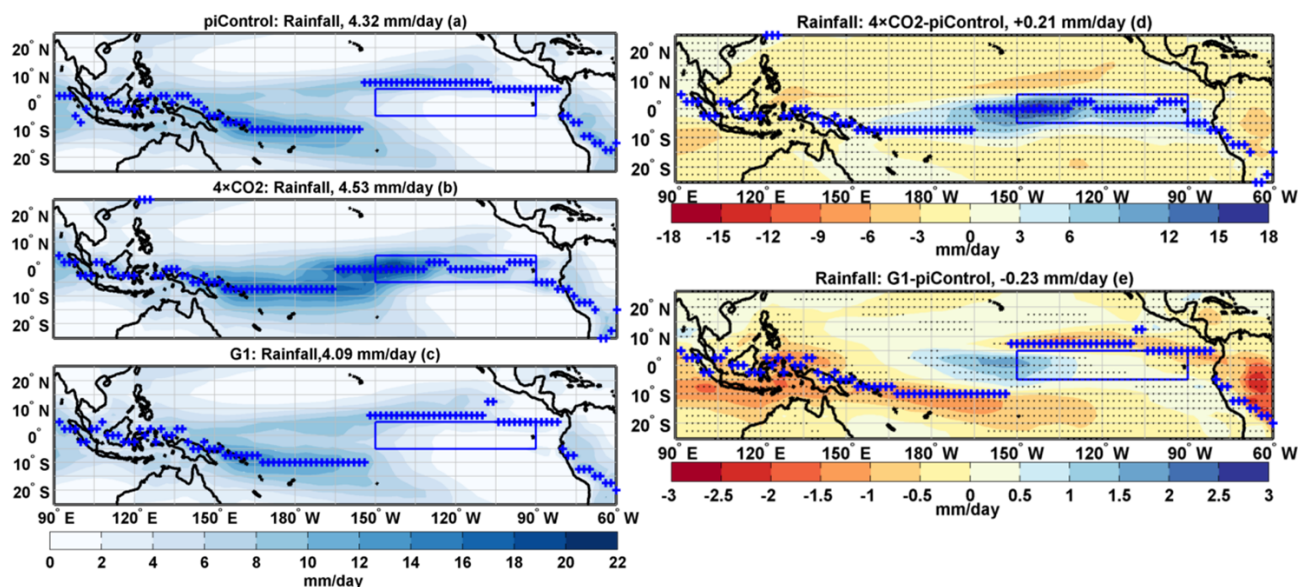 piControl: Rainfall, 4.32 mm/day (a)
20° N
10° N
0°
10° S
20° S
4×CO2: Rainfall, 4.53 mm/day (b)
20° N
10° N
0°
10° S
20° S
G1: Rainfall,4.09 mm/day (c)
20° N
10° N
0°
10° S
20° S
90° E 120° E 150° E 180° W 150° W 120° W 90° W 60° W
0 2 4 6 8 10 12 14 16 18 20 22
mm/day
Rainfall: 4×CO2-piControl, +0.21 mm/day (d)
20° N
10° N
0°
10° S
20° S
90° E 120° E 150° E 180° W 150° W 120° W 90° W 60° W
-18 -15 -12 -9 -6 -3 0 3 6 12 15 18
mm/day
Rainfall: G1-piControl, -0.23 mm/day (e)
20° N
10° N
0°
10° S
20° S
90° E 120° E 150° E 180° W 150° W 120° W 90° W 60° W
-3 -2.5 -2 -1.5 -1 -0.5 0 0.5 1 1.5 2 2.5 3
mm/day